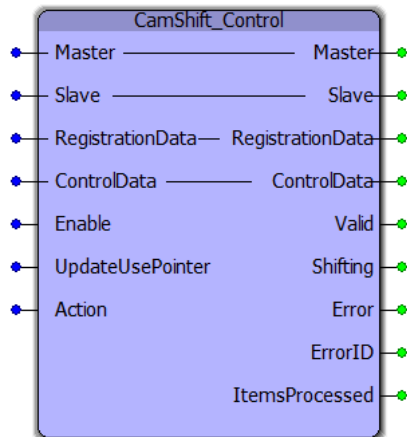 CamShift_Control
Master Master
Slave Slave
RegistrationData RegistrationData
ControlData ControlData
Enable Valid
UpdateUsePointer Shifting
Action Error
ErrorID
ItemsProcessed